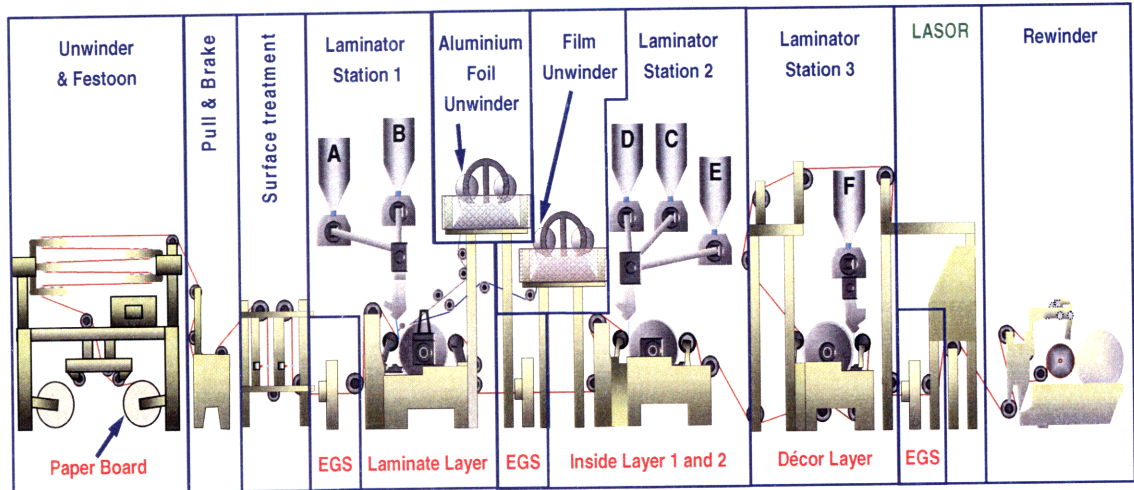 Unwinder
& Festoon
Pull & Brake
Surface treatment
Laminator
Station 1
Aluminium
Foil
Unwinder
Film
Unwinder
Laminator
Station 2
Laminator
Station 3
LASOR
Rewinder
A
B
D
C
E
F
Paper Board
EGS
Laminate Layer
EGS
Inside Layer 1 and 2
Décor Layer
EGS